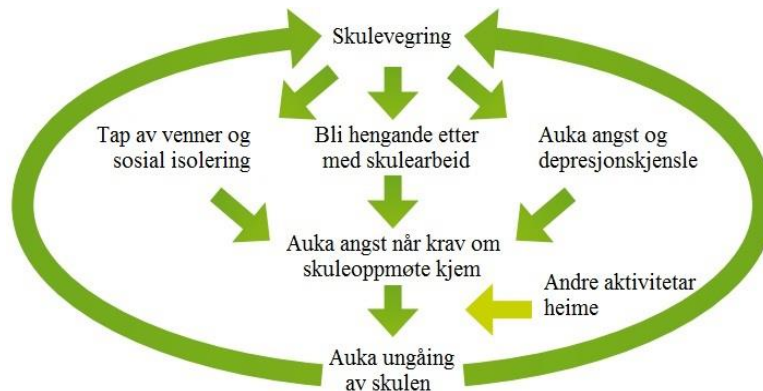 Skulevegring
Tap av venner og
sosial isolering
Bli hengande etter
med skulearbeid
Auka angst og
depresjonskjensle
Auka angst når krav om
skuleoppmøte kjem
Andre aktivitetar
heime
Auka ungåing
av skulen